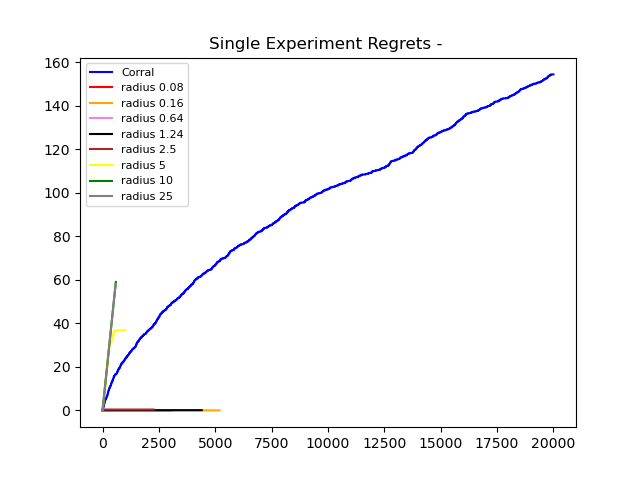 Single Experiment Regrets -
160
140
120
100
80
60
40
20
0
Corral
radius 0.08
radius 0.16
radius 0.64
radius 1.24
radius 2.5
radius 5
radius 10
radius 25
0 2500 5000 7500 10000 12500 15000 17500 20000